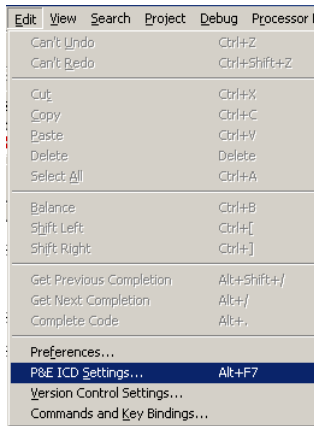 Edit View Search Project Debug Processor
Can't Undo Ctrl+Z
Can't Redo Ctrl+Shift+Z
Cut Ctrl+X
Copy Ctrl+C
Paste Ctrl+V
Delete Delete
Select All Ctrl+A
Balance Ctrl+B
Shift Left Ctrl+[
Shift Right Ctrl+]
Get Previous Completion Alt+Shift+/
Get Next Completion Alt+/
Complete Code Alt+.
Preferences...
P&E ICD Settings... Alt+F7
Version Control Settings...
Commands and Key Bindings...